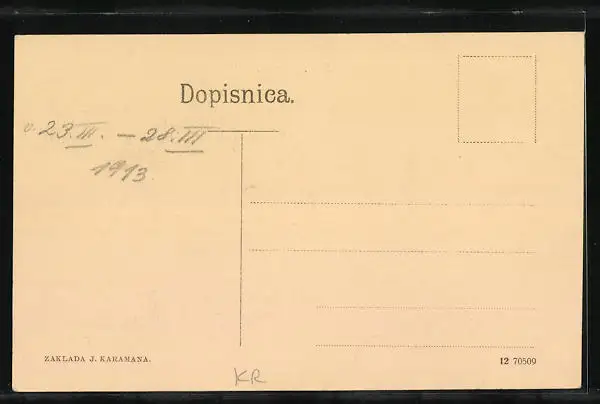 Dopisnica.
v. 23. III. – 28. III
1913
ZAKLADA J. KARAMANA.
KR
12 70509